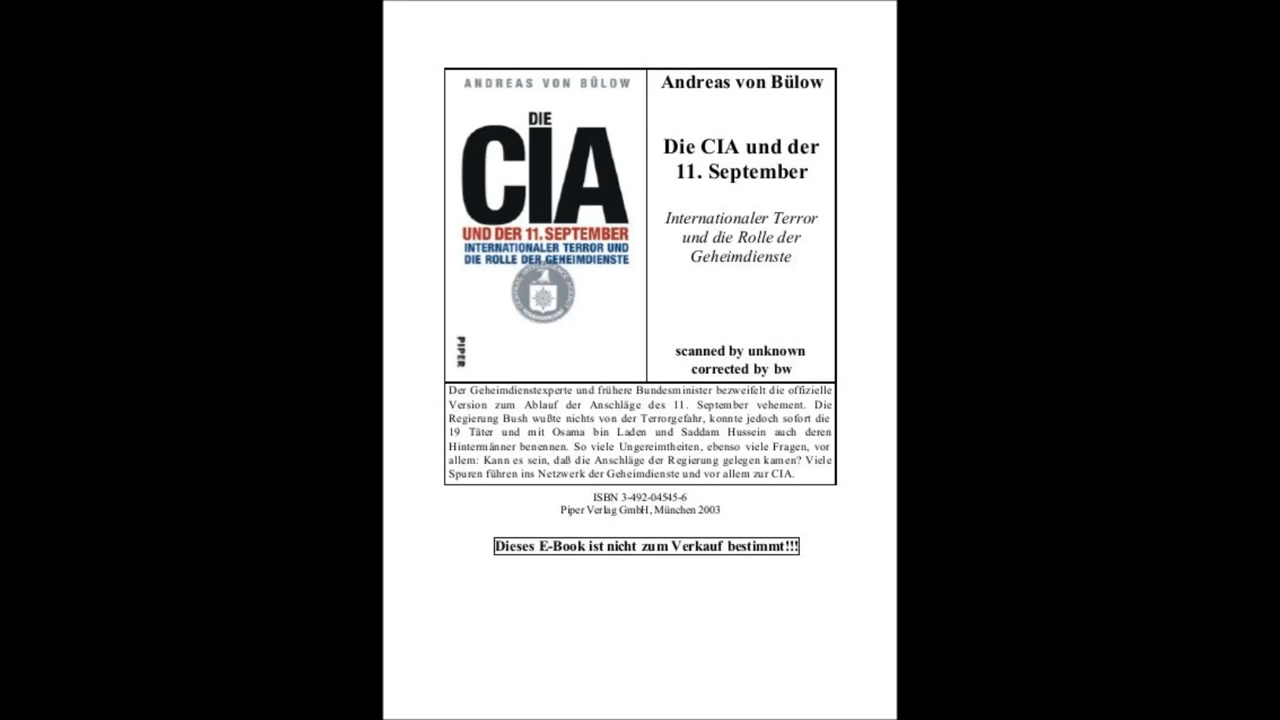 ANDREAS VON BÜLOW
DIE
CIA
UND DER 11. SEPTEMBER
INTERNATIONALER TERROR UND
DIE ROLLE DER GEHEIMDIENSTE
PIPER
Andreas von Bülow
Die CIA und der
11. September
Internationaler Terror
und die Rolle der
Geheimdienste
scanned by unknown
corrected by bw
Der Geheimdienstexperte und frühere Bundesminister bezweifelt die offizielle
Version zum Ablauf der Anschläge des 11. September vehement. Die
Regierung Bush wußte nichts von der Terrorgefahr, konnte jedoch sofort die
19 Täter und mit Osama bin Laden und Saddam Hussein auch deren
Hintermänner benennen. So viele Ungereimtheiten, ebenso viele Fragen, vor
allem: Kann es sein, daß die Anschläge der Regierung gelegen kamen? Viele
Spuren führen ins Netzwerk der Geheimdienste und vor allem zur CIA.
ISBN 3-492-04545-6
Piper Verlag GmbH, München 2003
Dieses E-Book ist nicht zum Verkauf bestimmt!!!